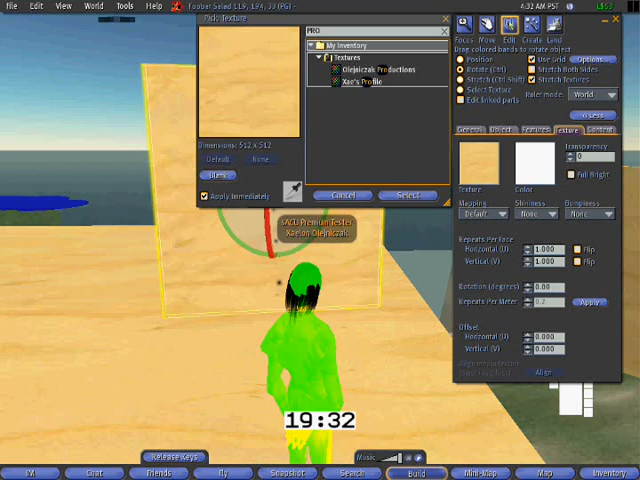 File Edit View World Tools Help Foobar Salad 119, 194, 33 (PG) - 4:32 AM PST L$53
Pick: Texture
PRO
My Inventory
Textures
Olejniczak Productions
Xae's Profile
Dimensions: 512 x 512
Default None
Blank
Apply Immediately
Cancel Select
Focus Move Edit Create Land
Drag colored bands to rotate object
Position
Rotate (Ctrl)
Stretch (Ctrl Shift)
Select Texture
Edit linked parts
Use Grid Options...
Stretch Both Sides
Stretch Textures
Ruler mode: World
<< Less
General Object Features Texture Content
Texture
Color
Transparency
0
Full Bright
Mapping Shininess Bumpiness
Default None None
Repeats Per Face
Horizontal (U) 1.000 Flip
Vertical (V) 1.000 Flip
Rotation (degrees) 0.00
Repeats Per Meter 0.2 Apply
Offset
Horizontal (U) 0.000
Vertical (V) 0.000
Align
sACU Premium Tester
Xaelon Olejniczak
19:32
Release Keys
Music
IM Chat Friends Fly Snapshot Search Build Mini-Map Map Inventory